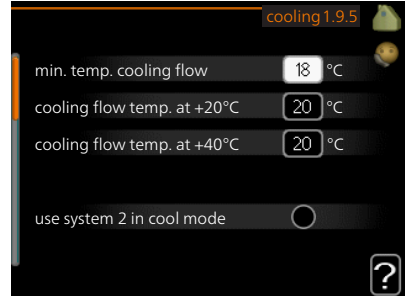 cooling 1.9.5
min. temp. cooling flow 18 °C
cooling flow temp. at +20°C 20 °C
cooling flow temp. at +40°C 20 °C
use system 2 in cool mode
?